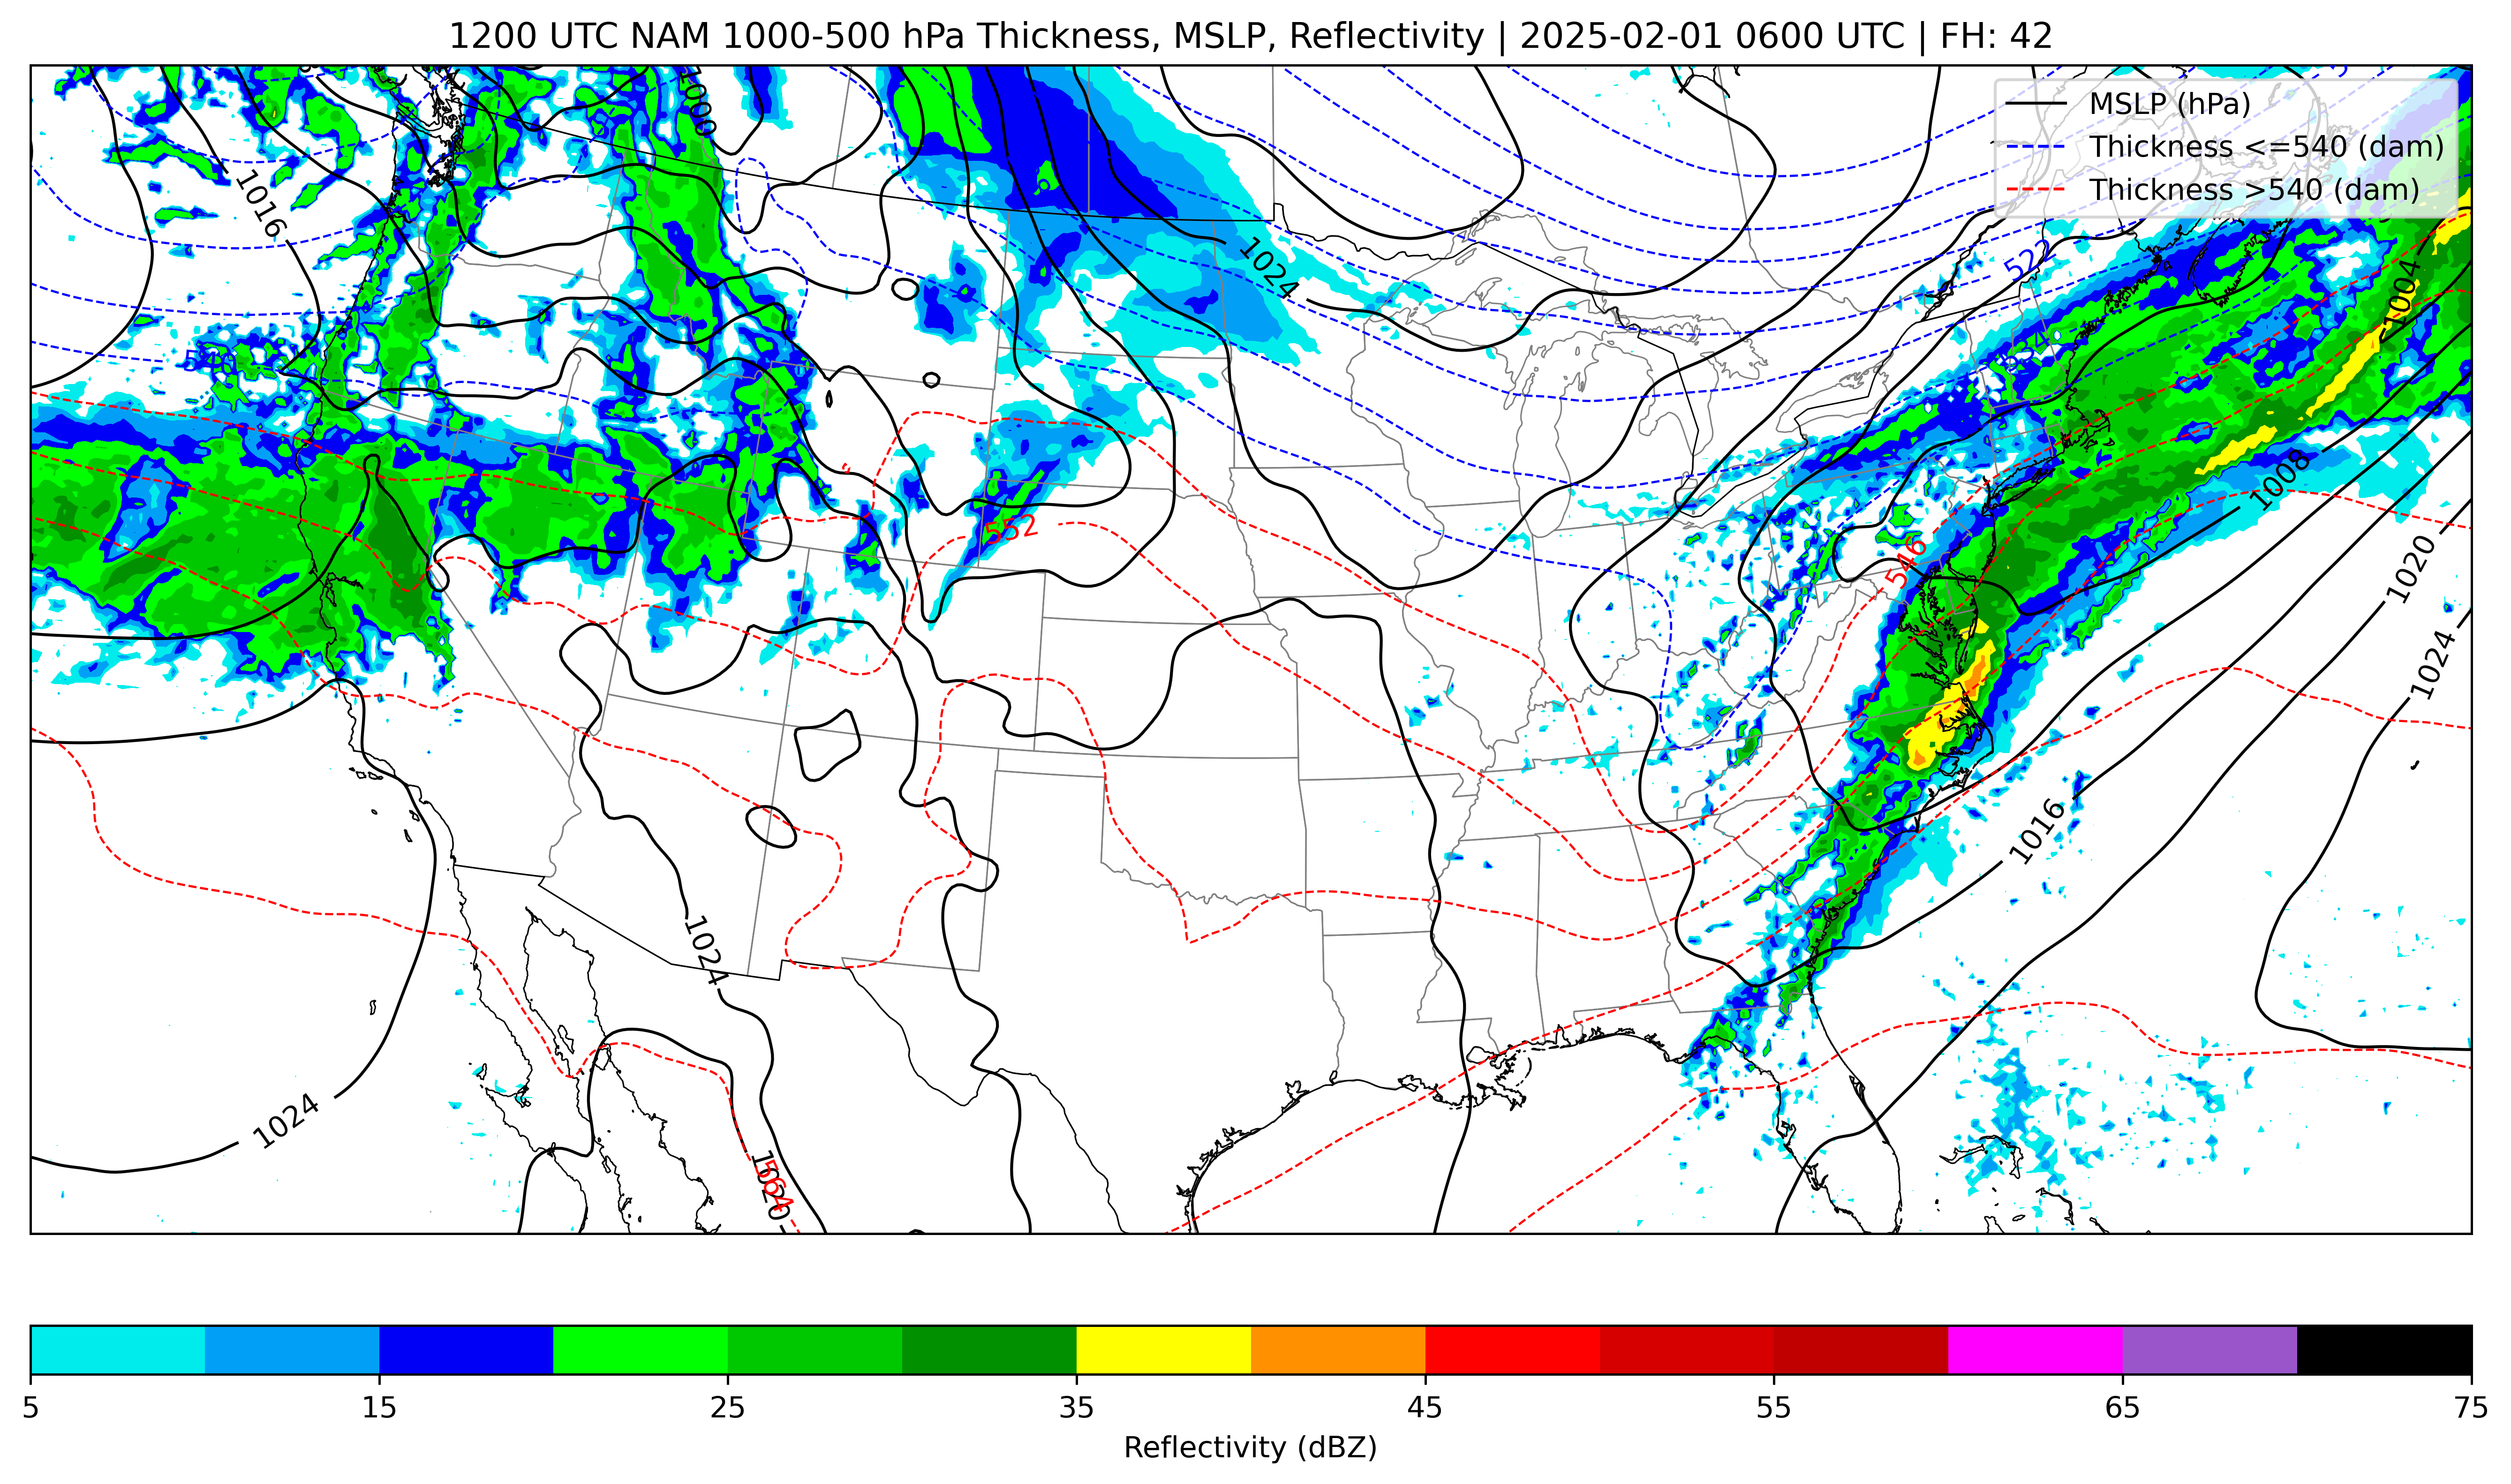 1200 UTC NAM 1000-500 hPa Thickness, MSLP, Reflectivity | 2025-02-01 0600 UTC | FH: 42
MSLP (hPa)
Thickness <=540 (dam)
Thickness >540 (dam)
1000
1016
1024
522
1004
1008
552
546
1020
1024
1016
1024
1024
1020
564
5 15 25 35 45 55 65 75
Reflectivity (dBZ)